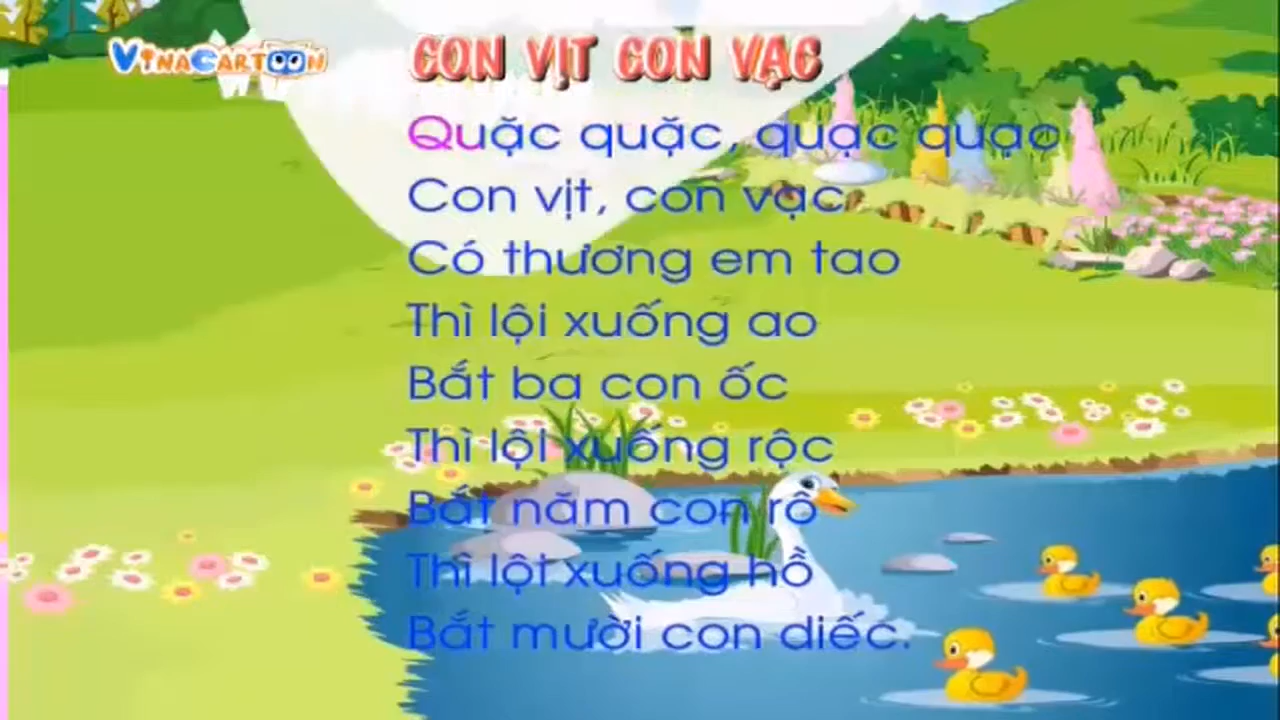 VINACARTOON
CON VỊT CON VẠC
Quặc quặc, quạc quạc
Con vịt, con vạc
Có thương em tao
Thì lội xuống ao
Bắt ba con ốc
Thì lội xuống rộc
Bắt năm con rô
Thì lột xuống hồ
Bắt mười con diếc.